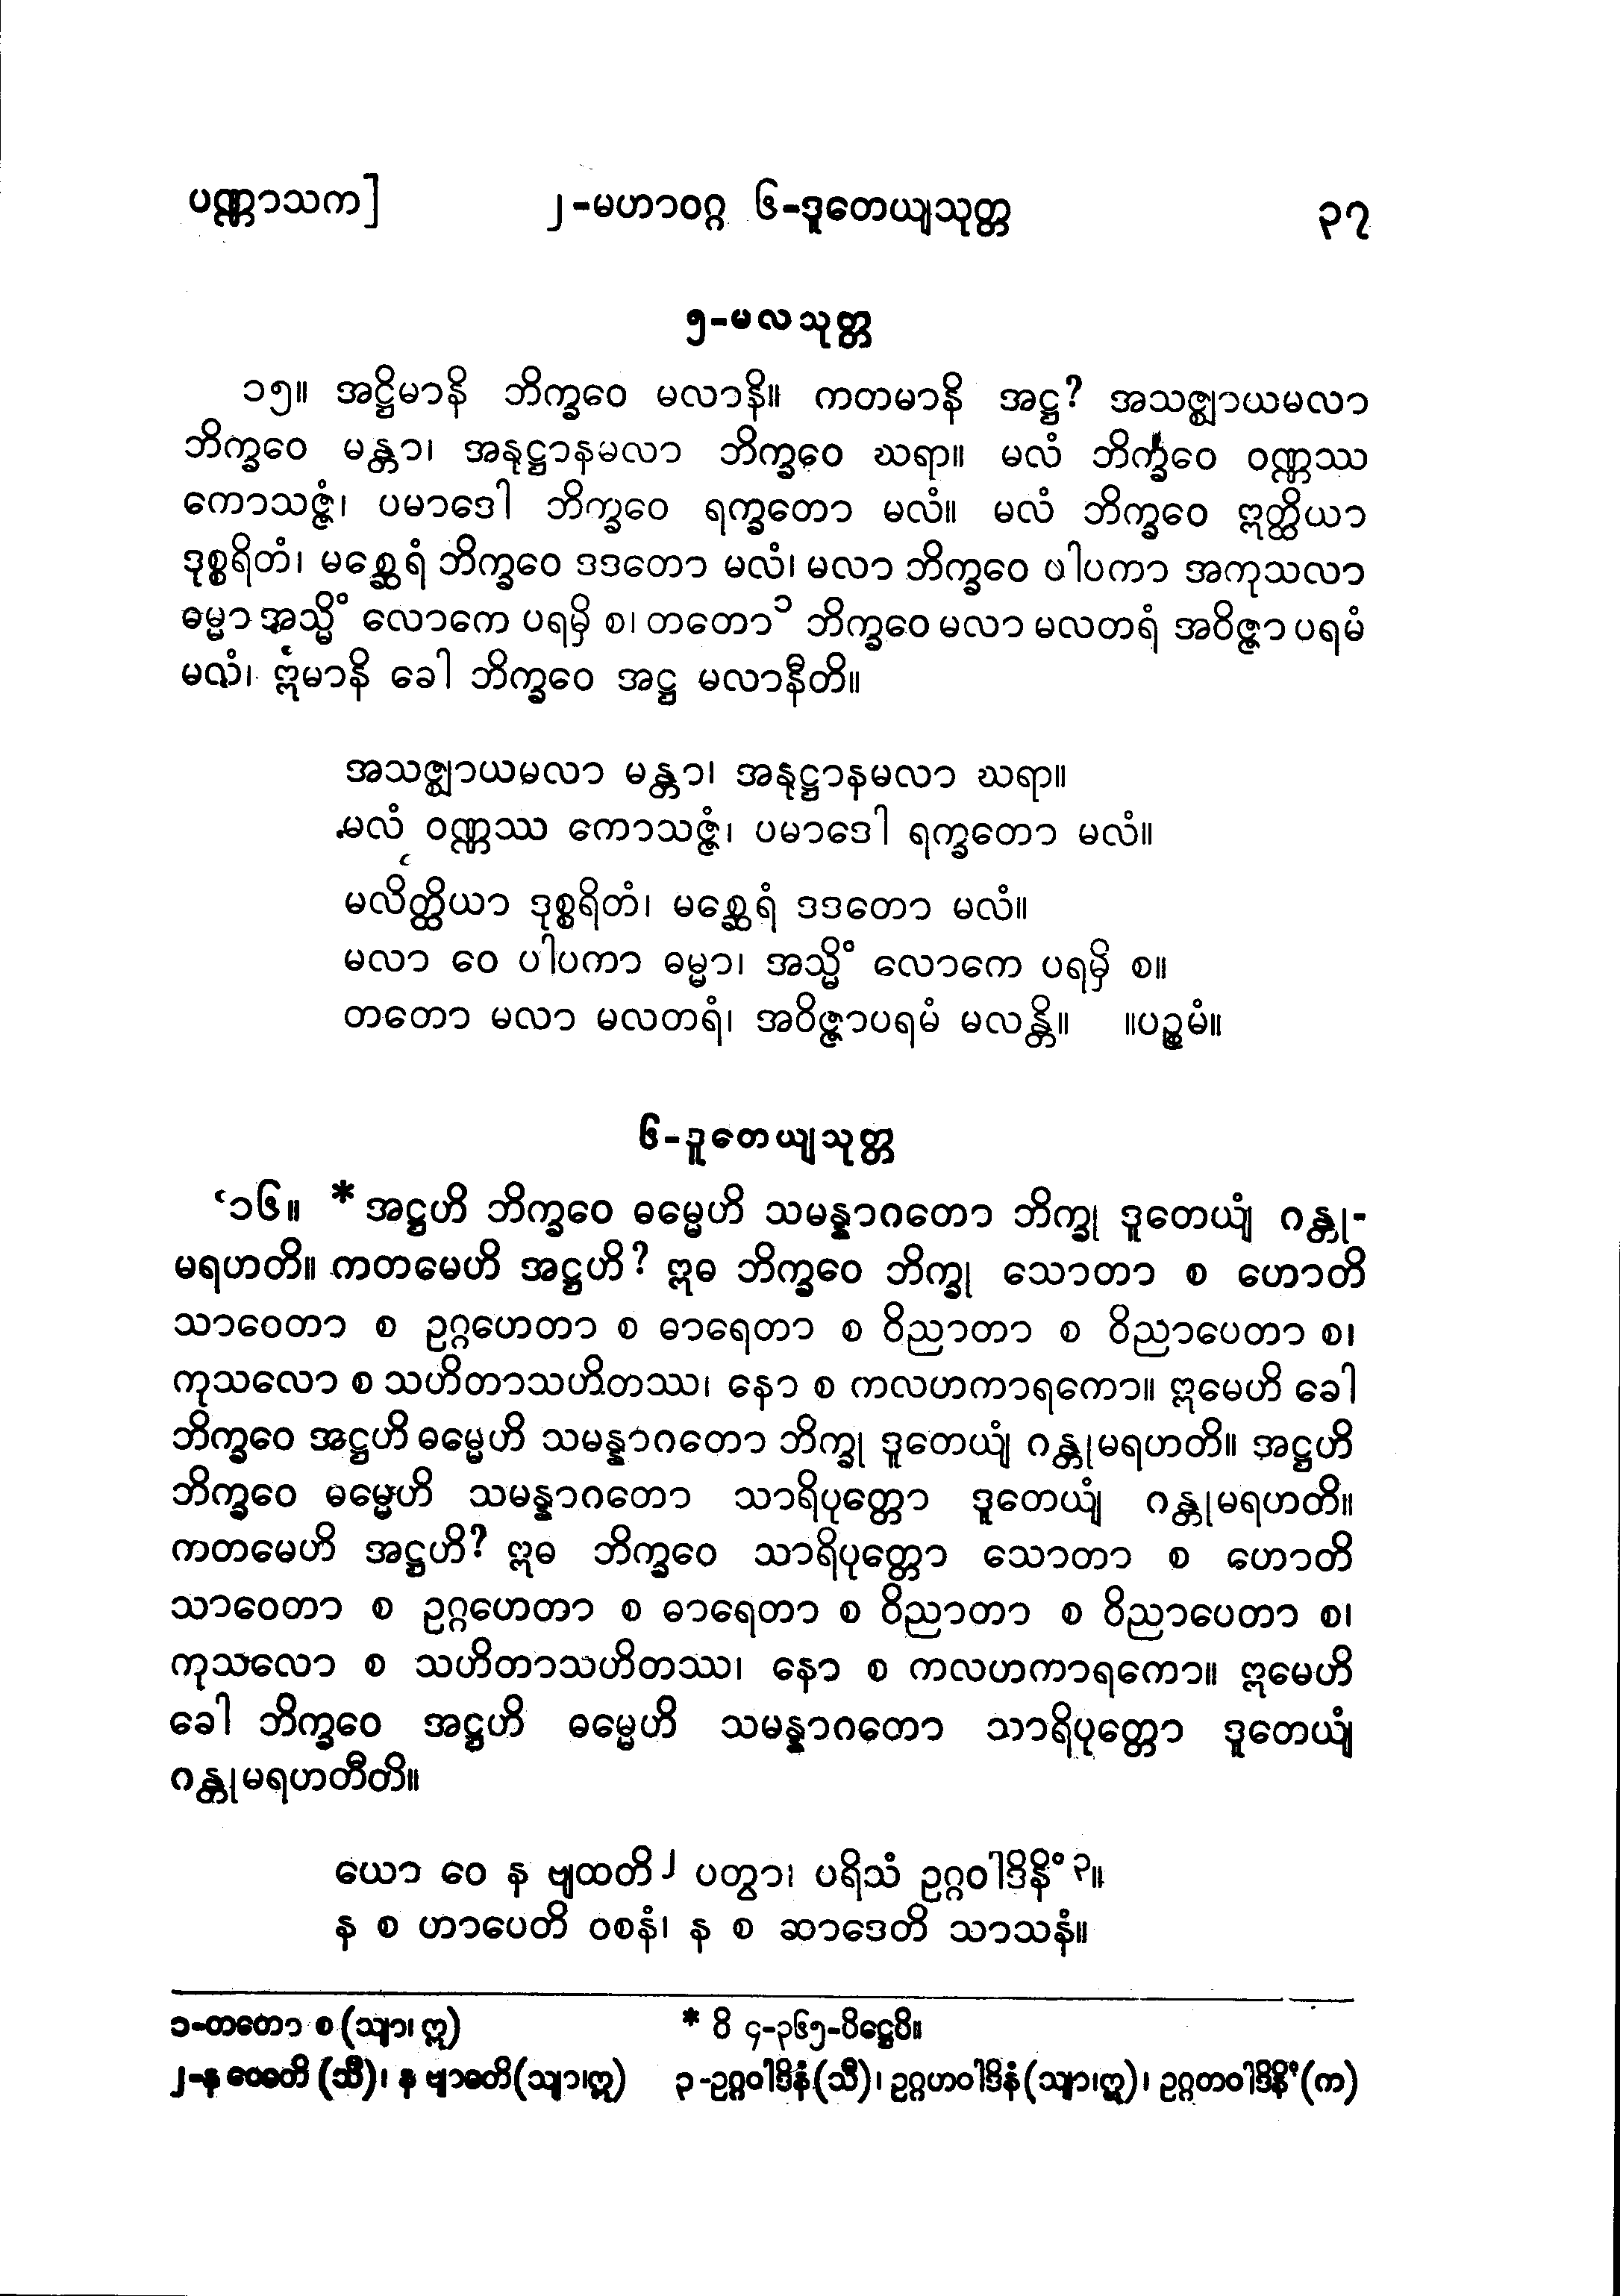 ပဏ္ဏာသက] ၂-မဟာဝဂ္ဂ ၆-ဒူတေယျသုတ္တ ၃၇
၅-မလသုတ္တ
၁၅။ အဋ္ဌိမာနိ ဘိက္ခဝေ မလာနိ။ ကတမာနိ အဋ္ဌ? အသဇ္ဈာယမလာ
ဘိက္ခဝေ မန္တာ၊ အနုဋ္ဌာနမလာ ဘိက္ခဝေ ဃရာ။ မလံ ဘိက္ခဝေ ဝဏ္ဏဿ
ကောသဇ္ဇံ၊ ပမာဒေါ ဘိက္ခဝေ ရက္ခတော မလံ။ မလံ ဘိက္ခဝေ ဣတ္ထိယာ
ဒုစ္စရိတံ၊ မစ္ဆေရံ ဘိက္ခဝေ ဒဒတော မလံ၊ မလာ ဘိက္ခဝေ ပါပကာ အကုသလာ
ဓမ္မာ အသ္မိံ လောကေ ပရမှိ စ၊ တတော၁ ဘိက္ခဝေ မလာ မလတရံ အဝိဇ္ဇာ ပရမံ
မလံ၊ ဣမာနိ ခေါ ဘိက္ခဝေ အဋ္ဌ မလာနီတိ။
အသဇ္ဈာယမလာ မန္တာ၊ အနုဋ္ဌာနမလာ ဃရာ။
မလံ ဝဏ္ဏဿ ကောသဇ္ဇံ၊ ပမာဒေါ ရက္ခတော မလံ။
မလိတ္ထိယာ ဒုစ္စရိတံ၊ မစ္ဆေရံ ဒဒတော မလံ။
မလာ ဝေ ပါပကာ ဓမ္မာ၊ အသ္မိံ လောကေ ပရမှိ စ။
တတော မလာ မလတရံ၊ အဝိဇ္ဇာပရမံ မလန္တိ။ ။ပဉ္စမံ။
၆-ဒူတေယျသုတ္တ
၁၆။ * အဋ္ဌဟိ ဘိက္ခဝေ ဓမ္မေဟိ သမန္နာဂတော ဘိက္ခု ဒူတေယျံ ဂန္တု-
မရဟတိ။ ကတမေဟိ အဋ္ဌဟိ? ဣဓ ဘိက္ခဝေ ဘိက္ခု သောတာ စ ဟောတိ
သာဝေတာ စ ဥဂ္ဂဟေတာ စ ဓာရေတာ စ ဝိညာတာ စ ဝိညာပေတာ စ၊
ကုသလော စ သဟိတာသဟိတဿ၊ နော စ ကလဟကာရကော။ ဣမေဟိ ခေါ
ဘိက္ခဝေ အဋ္ဌဟိ ဓမ္မေဟိ သမန္နာဂတော ဘိက္ခု ဒူတေယျံ ဂန္တုမရဟတိ။ အဋ္ဌဟိ
ဘိက္ခဝေ ဓမ္မေဟိ သမန္နာဂတော သာရိပုတ္တော ဒူတေယျံ ဂန္တုမရဟတိ။
ကတမေဟိ အဋ္ဌဟိ? ဣဓ ဘိက္ခဝေ သာရိပုတ္တော သောတာ စ ဟောတိ
သာဝေတာ စ ဥဂ္ဂဟေတာ စ ဓာရေတာ စ ဝိညာတာ စ ဝိညာပေတာ စ၊
ကုသလော စ သဟိတာသဟိတဿ၊ နော စ ကလဟကာရကော။ ဣမေဟိ
ခေါ ဘိက္ခဝေ အဋ္ဌဟိ ဓမ္မေဟိ သမန္နာဂတော သာရိပုတ္တော ဒူတေယျံ
ဂန္တုမရဟတီတိ။
ယော ဝေ န ဗျထတိ၂ ပတွာ၊ ပရိသံ ဥဂ္ဂဝါဒိနိံ၃။
န စ ဟာပေတိ ဝစနံ၊ န စ ဆာဒေတိ သာသနံ။
၁-တတော စ (သျာ၊ ဣ) * ဝိ ၄-၃၆၅-ပိဋ္ဌေပိ။
၂-န ဝေဓတိ (သီ)၊ န ဗျာဓတိ (သျာ၊ဣ) ၃-ဥဂ္ဂဝါဒိနံ (သီ)၊ ဥဂ္ဂဟဝါဒိနံ (သျာ၊ဣ)၊ ဥဂ္ဂတဝါဒိနိံ (က)